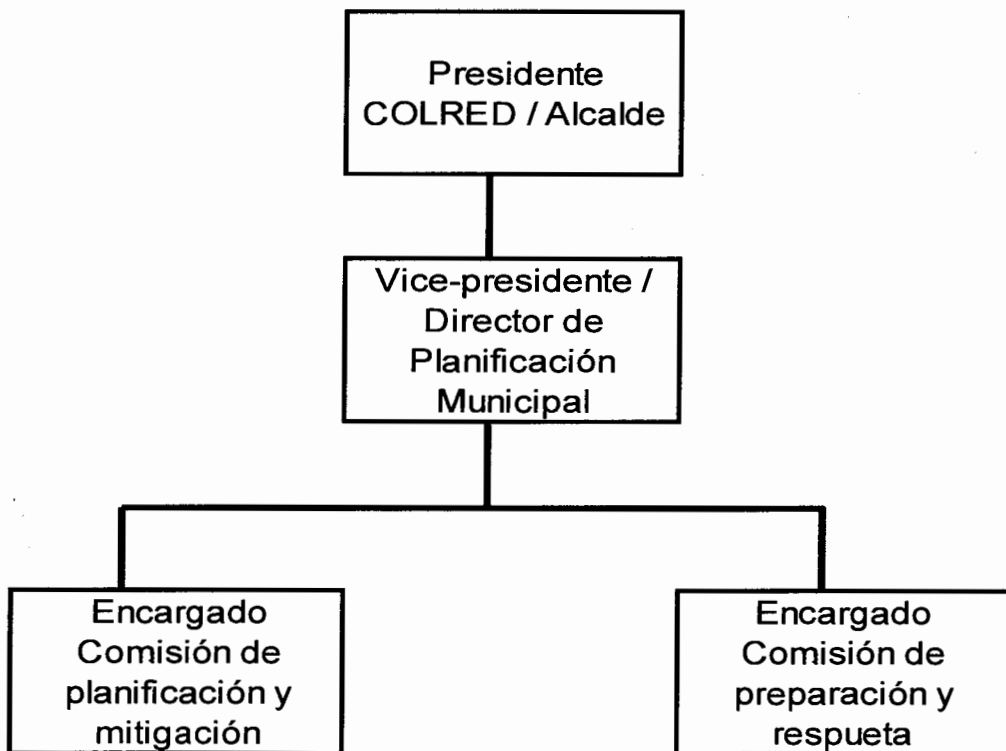 Presidente
COLRED / Alcalde
Vice-presidente /
Director de
Planificación
Municipal
Encargado
Comisión de
planificación y
mitigación
Encargado
Comisión de
preparación y
respueta